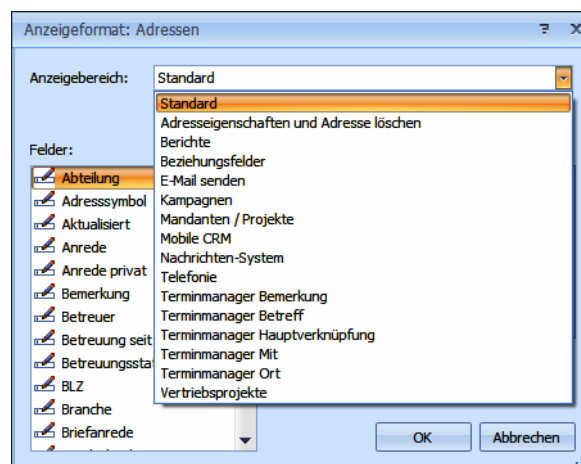 Anzeigeformat: Adressen
Anzeigebereich:
Standard
Standard
Adresseigenschaften und Adresse löschen
Berichte
Beziehungsfelder
E-Mail senden
Kampagnen
Mandanten / Projekte
Mobile CRM
Nachrichten-System
Telefonie
Terminmanager Bemerkung
Terminmanager Betreff
Terminmanager Hauptverknüpfung
Terminmanager Mit
Terminmanager Ort
Vertriebsprojekte
Felder:
Abteilung
Adresssymbol
Aktualisiert
Anrede
Anrede privat
Bemerkung
Betreuer
Betreuung seit
Betreuungssta
BLZ
Branche
Briefanrede
OK
Abbrechen